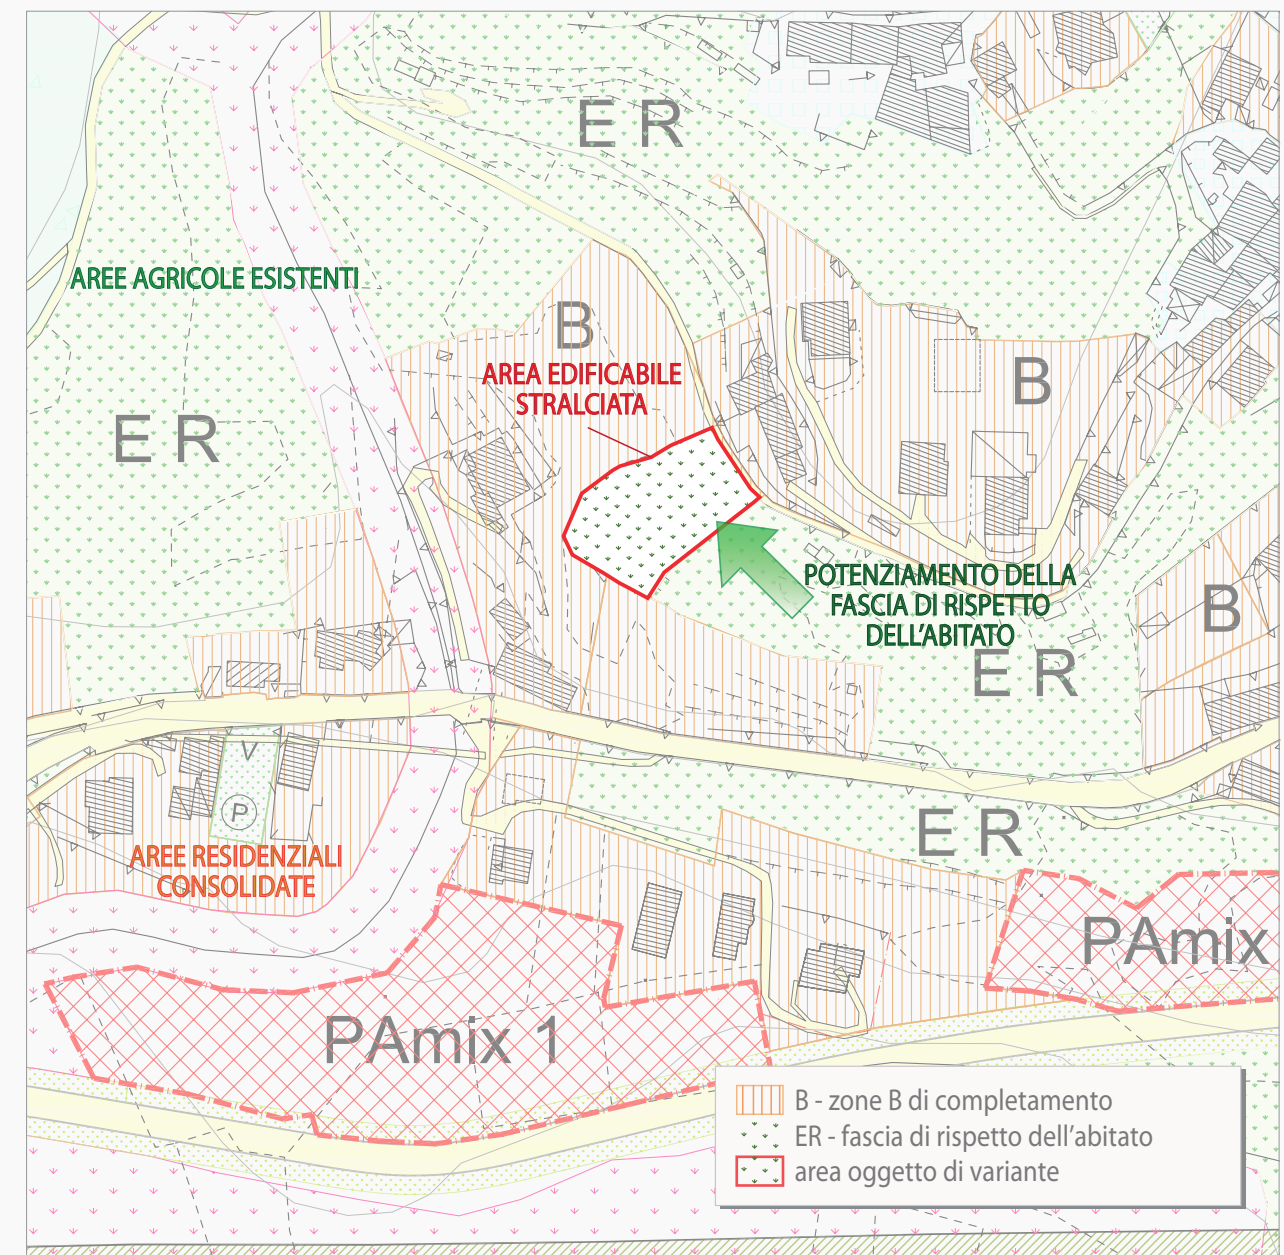 E R
AREE AGRICOLE ESISTENTI
B
AREA EDIFICABILE
STRALCIATA
B
E R
POTENZIAMENTO DELLA
FASCIA DI RISPETTO
DELL'ABITATO
B
E R
V
P
E R
AREE RESIDENZIALI
CONSOLIDATE
PAmix
PAmix 1
B - zone B di completamento
ER - fascia di rispetto dell'abitato
area oggetto di variante